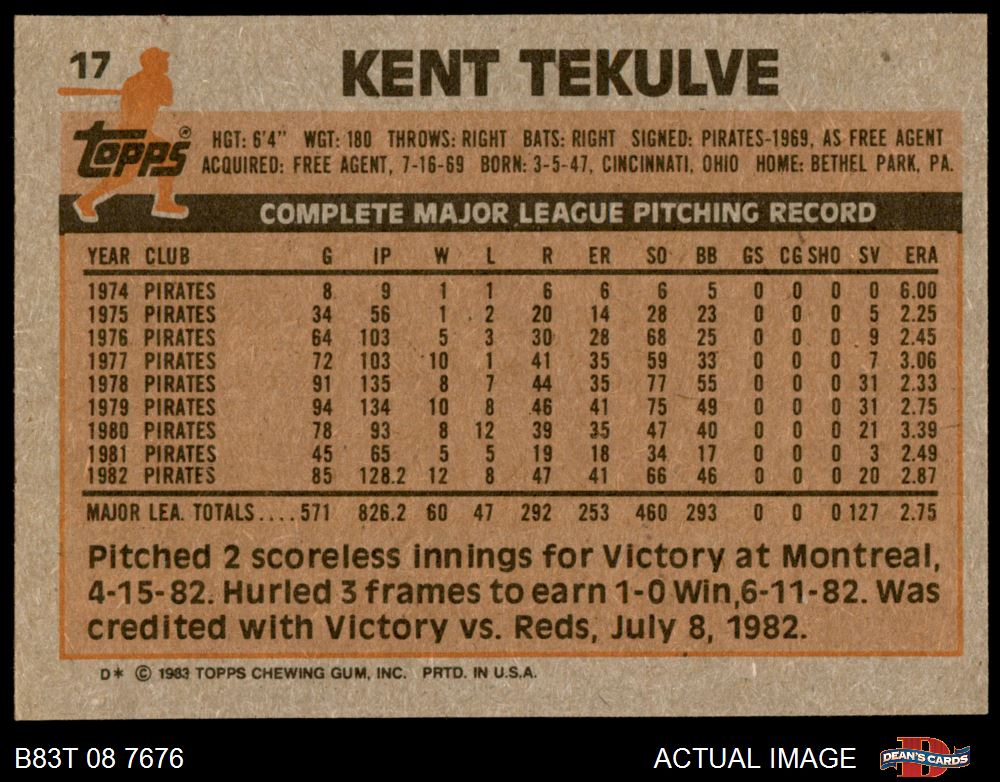 17
KENT TEKULVE
Topps®
HGT: 6'4" WGT: 180 THROWS: RIGHT BATS: RIGHT SIGNED: PIRATES-1969, AS FREE AGENT
ACQUIRED: FREE AGENT, 7-16-69 BORN: 3-5-47, CINCINNATI, OHIO HOME: BETHEL PARK, PA.
COMPLETE MAJOR LEAGUE PITCHING RECORD
YEAR CLUB G IP W L R ER SO BB GS CG SHO SV ERA
1974 PIRATES 8 9 1 1 6 6 6 5 0 0 0 0 6.00
1975 PIRATES 34 56 1 2 20 14 28 23 0 0 0 5 2.25
1976 PIRATES 64 103 5 3 30 28 68 25 0 0 0 9 2.45
1977 PIRATES 72 103 10 1 41 35 59 33 0 0 0 7 3.06
1978 PIRATES 91 135 8 7 44 35 77 55 0 0 0 31 2.33
1979 PIRATES 94 134 10 8 46 41 75 49 0 0 0 31 2.75
1980 PIRATES 78 93 8 12 39 35 47 40 0 0 0 21 3.39
1981 PIRATES 45 65 5 5 19 18 34 17 0 0 0 3 2.49
1982 PIRATES 85 128.2 12 8 47 41 66 46 0 0 0 20 2.87
MAJOR LEA. TOTALS....571 826.2 60 47 292 253 460 293 0 0 0 127 2.75
Pitched 2 scoreless innings for Victory at Montreal,
4-15-82. Hurled 3 frames to earn 1-0 Win,6-11-82. Was
credited with Victory vs. Reds, July 8, 1982.
D* © 1983 TOPPS CHEWING GUM, INC. PRTD. IN U.S.A.
B83T 08 7676 ACTUAL IMAGE DEAN'S CARDS